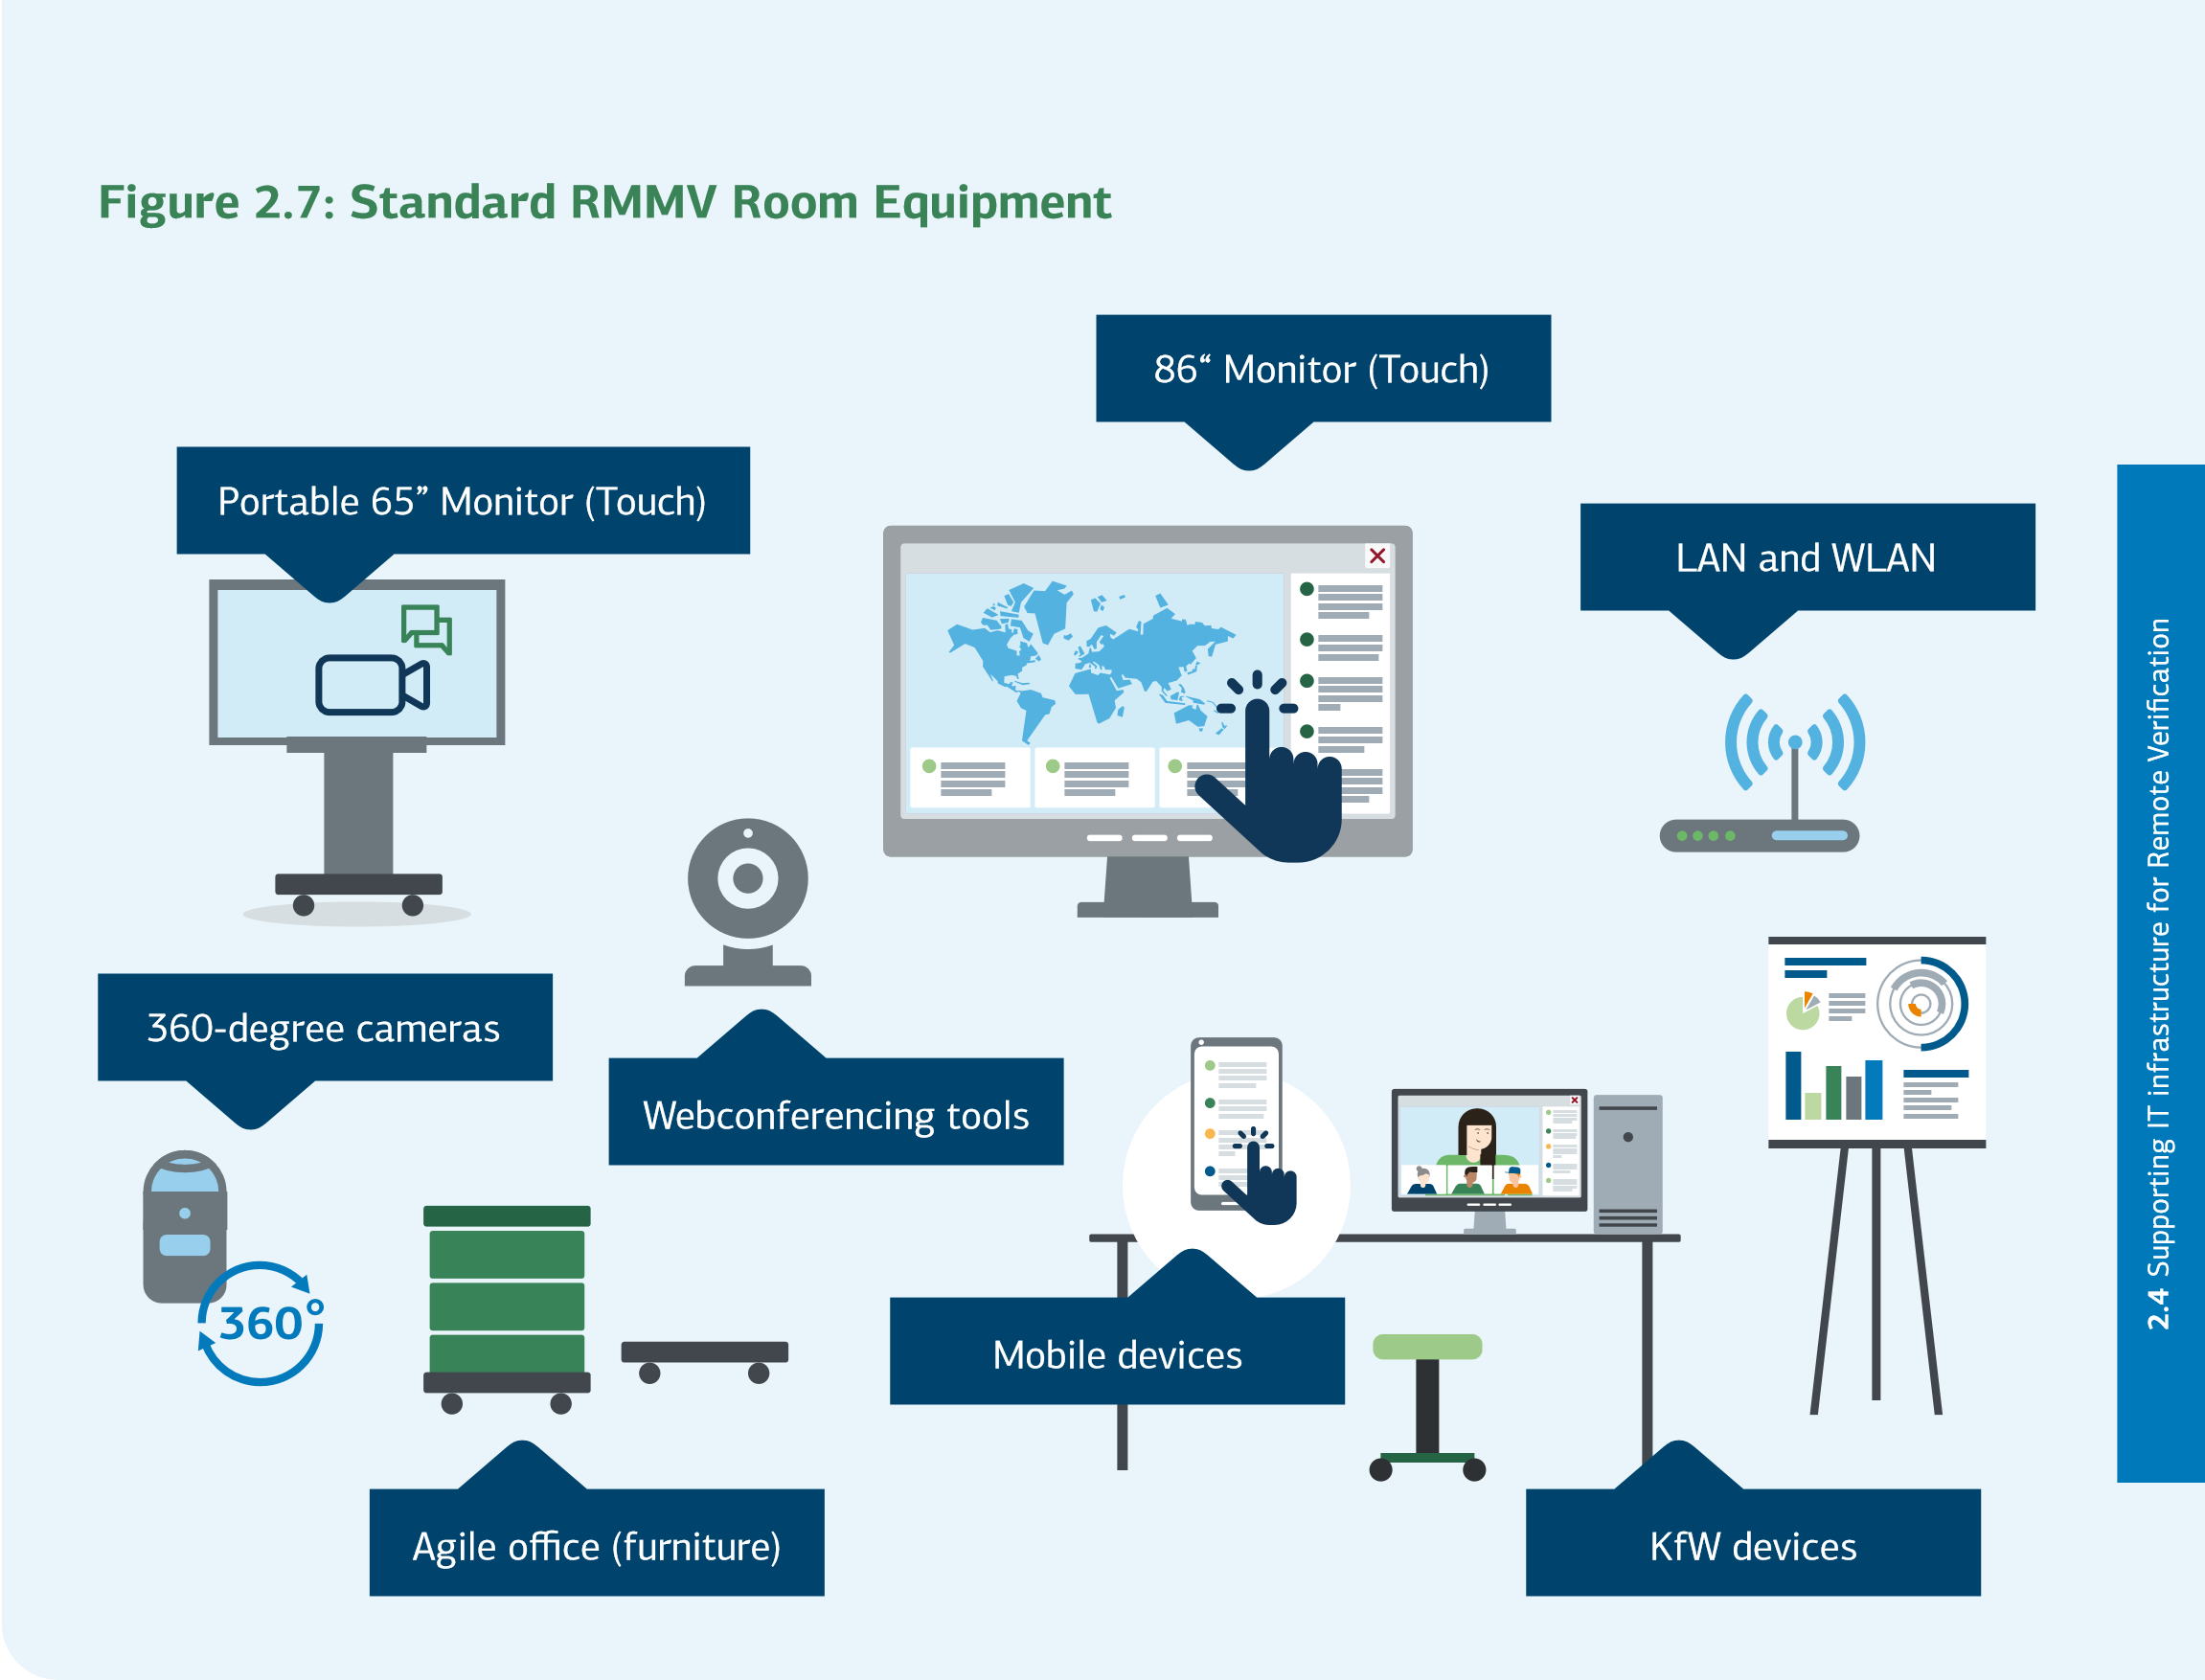 Figure 2.7: Standard RMMV Room Equipment
86“ Monitor (Touch)
Portable 65” Monitor (Touch)
LAN and WLAN
360-degree cameras
Webconferencing tools
360°
Mobile devices
Agile office (furniture)
KfW devices
2.4 Supporting IT infrastructure for Remote Verification